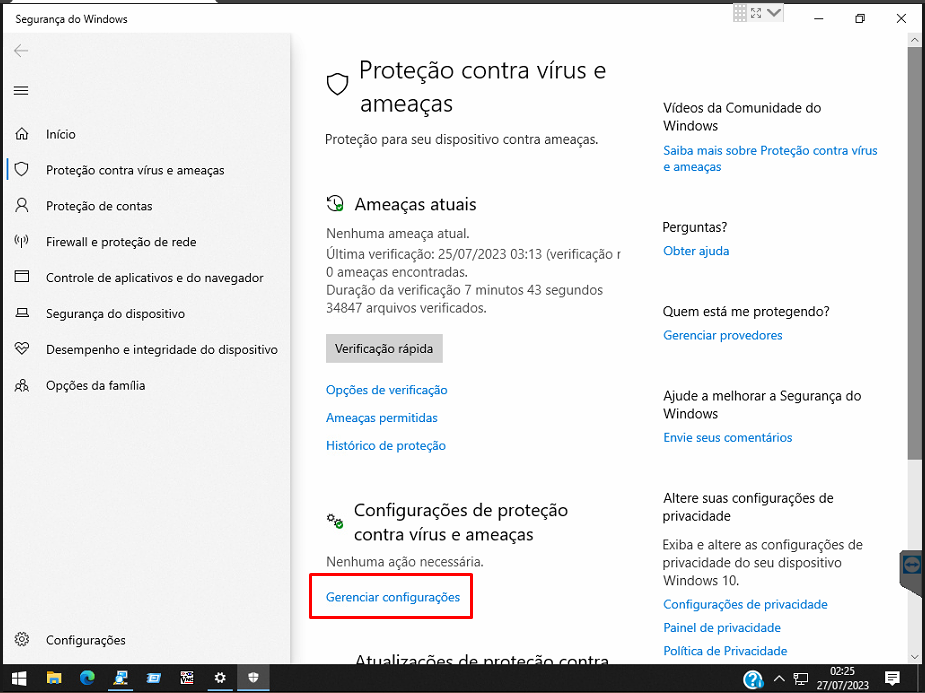 Segurança do Windows
Início
Proteção contra vírus e ameaças
Proteção de contas
Firewall e proteção de rede
Controle de aplicativos e do navegador
Segurança do dispositivo
Desempenho e integridade do dispositivo
Opções da família
Configurações
Proteção contra vírus e
ameaças
Proteção para seu dispositivo contra ameaças.
Ameaças atuais
Nenhuma ameaça atual.
Última verificação: 25/07/2023 03:13 (verificação r
0 ameaças encontradas.
Duração da verificação 7 minutos 43 segundos
34847 arquivos verificados.
Verificação rápida
Opções de verificação
Ameaças permitidas
Histórico de proteção
Configurações de proteção
contra vírus e ameaças
Nenhuma ação necessária.
Gerenciar configurações
Atualizações de proteção contra
Vídeos da Comunidade do
Windows
Saiba mais sobre Proteção contra vírus
e ameaças
Perguntas?
Obter ajuda
Quem está me protegendo?
Gerenciar provedores
Ajude a melhorar a Segurança do
Windows
Envie seus comentários
Altere suas configurações de
privacidade
Exiba e altere as configurações de
privacidade do seu dispositivo
Windows 10.
Configurações de privacidade
Painel de privacidade
Política de Privacidade
02:25
27/07/2023